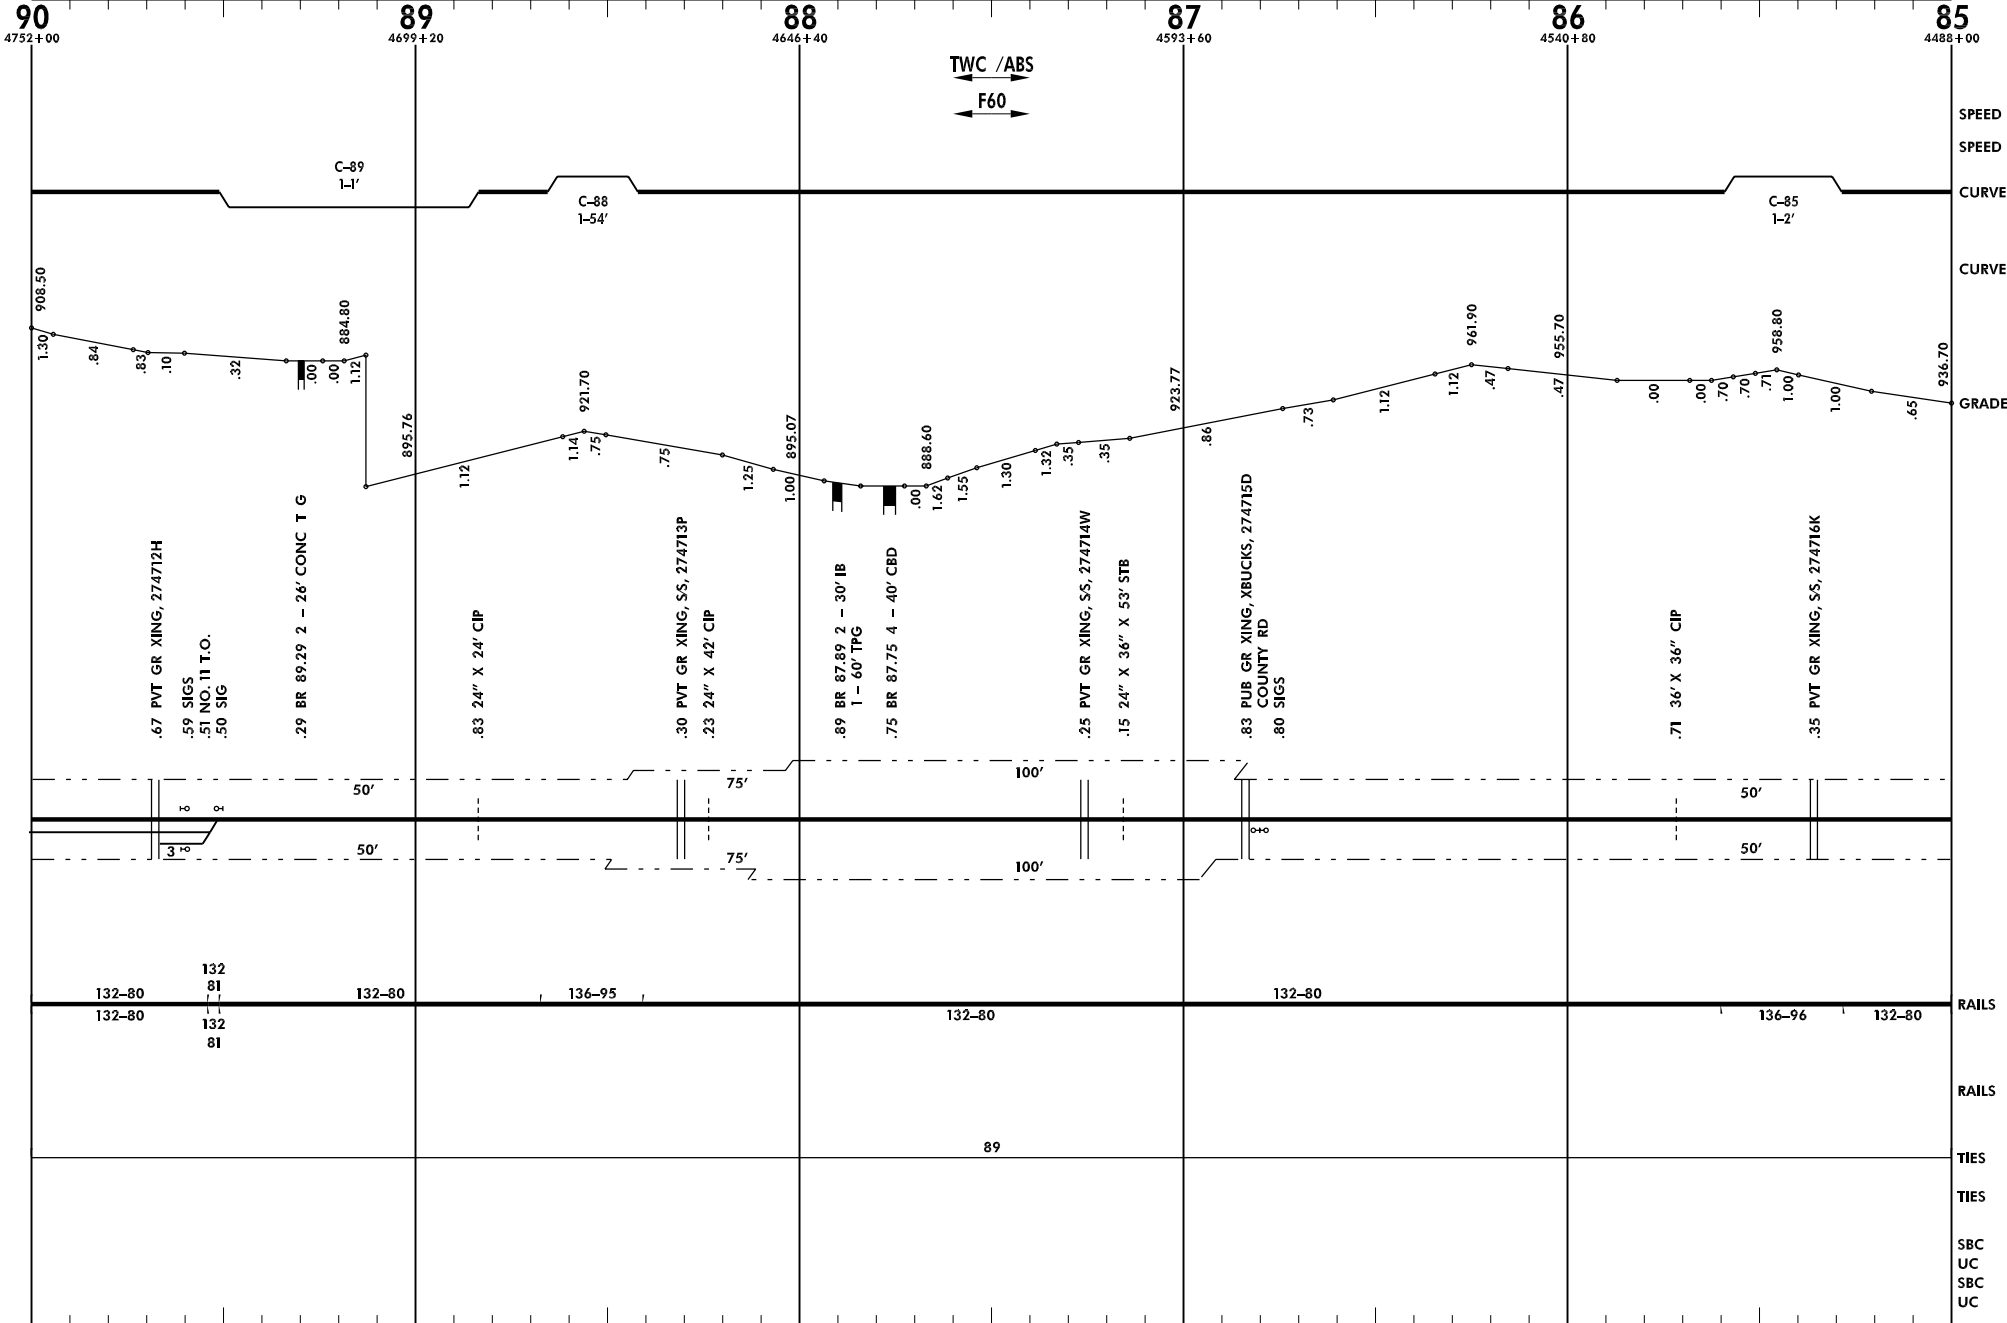 90 89 88 87 86 85
4752+00 4699+20 4646+40 4593+60 4540+80 4488+00
TWC /ABS
F60
SPEED
SPEED
C–89
1–1'
C–88
1–54'
C–85
1–2'
CURVE
CURVE
908.50
884.80
895.76
921.70
895.07
888.60
923.77
961.90
955.70
958.80
936.70
1.30 .84 .83 .10 .32 .00 .00 1.12 1.12 1.14 .75 .75 1.25 1.00 .00 1.62 1.55 1.30 1.32 .35 .35 .86 .73 1.12 1.12 .47 .47 .00 .00 .70 .70 .71 1.00 1.00 .65
GRADE
.67 PVT GR XING, 274712H
.59 SIGS
.51 NO. 11 T.O.
.50 SIG
.29 BR 89.29 2 – 26' CONC T G
.83 24" X 24' CIP
.30 PVT GR XING, S/S, 274713P
.23 24" X 42' CIP
.89 BR 87.89 2 – 30' IB
1 – 60' TPG
.75 BR 87.75 4 – 40' CBD
.25 PVT GR XING, S/S, 274714W
.15 24" X 36" X 53' STB
.83 PUB GR XING, XBUCKS, 274715D
COUNTY RD
.80 SIGS
.71 36' X 36" CIP
.35 PVT GR XING, S/S, 274716K
50' 75' 100' 50'
3
50' 75' 100' 50'
132
81
132–80 132–80 136–95 132–80
RAILS
132–80 132 132–80 136–96 132–80
81
RAILS
89
TIES
TIES
SBC
UC
SBC
UC